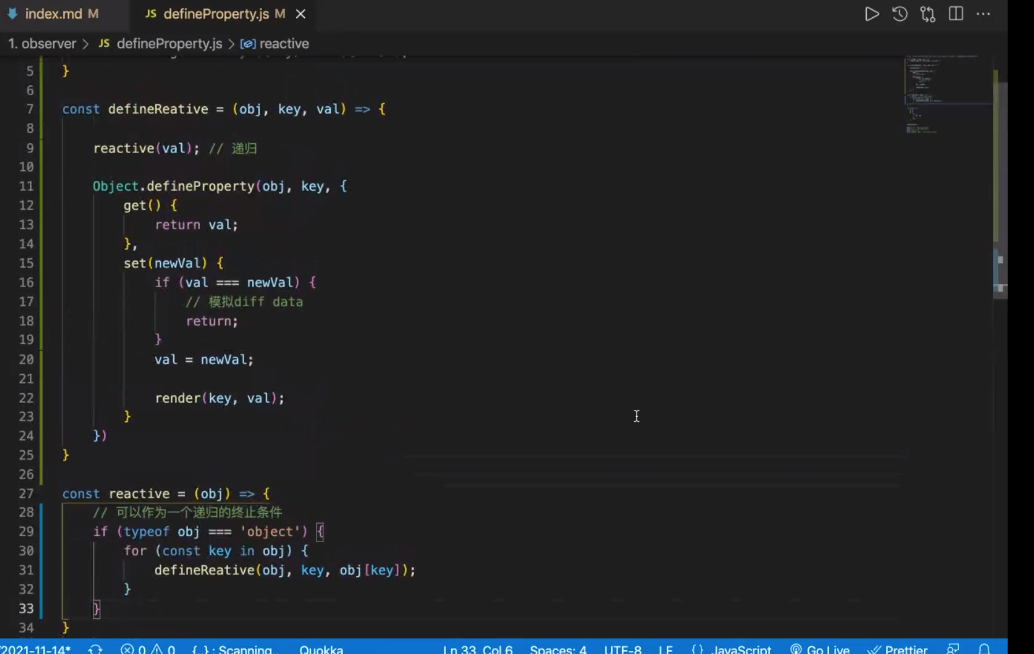 index.md M
JS defineProperty.js M ×
1. observer > JS defineProperty.js > reactive
5 }
6
7 const defineReative = (obj, key, val) => {
8
9 reactive(val); // 递归
10
11 Object.defineProperty(obj, key, {
12 get() {
13 return val;
14 },
15 set(newVal) {
16 if (val === newVal) {
17 // 模拟diff data
18 return;
19 }
20 val = newVal;
21
22 render(key, val);
23 }
24 })
25 }
26
27 const reactive = (obj) => {
28 // 可以作为一个递归的终止条件
29 if (typeof obj === 'object') {
30 for (const key in obj) {
31 defineReative(obj, key, obj[key]);
32 }
33 }
34 }
/2021-11-14* 0 0 { } : Scanning.. Quokka Ln 33, Col 6 Spaces: 4 UTF-8 LF { } JavaScript Go Live Prettier